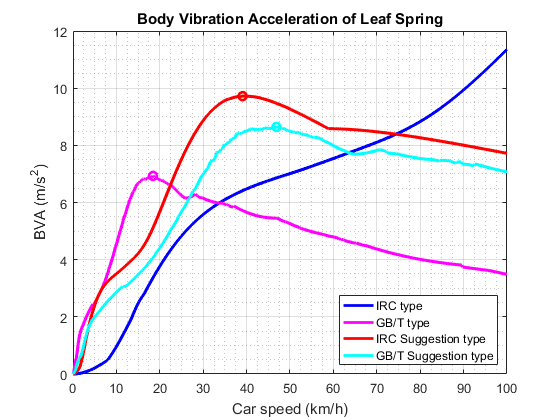 Body Vibration Acceleration of Leaf Spring
12
10
8
6
4
2
0
BVA (m/s²)
0 10 20 30 40 50 60 70 80 90 100
Car speed (km/h)
IRC type
GB/T type
IRC Suggestion type
GB/T Suggestion type